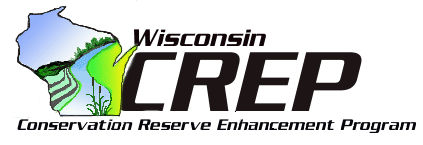 Wisconsin
CREP
Conservation Reserve Enhancement Program